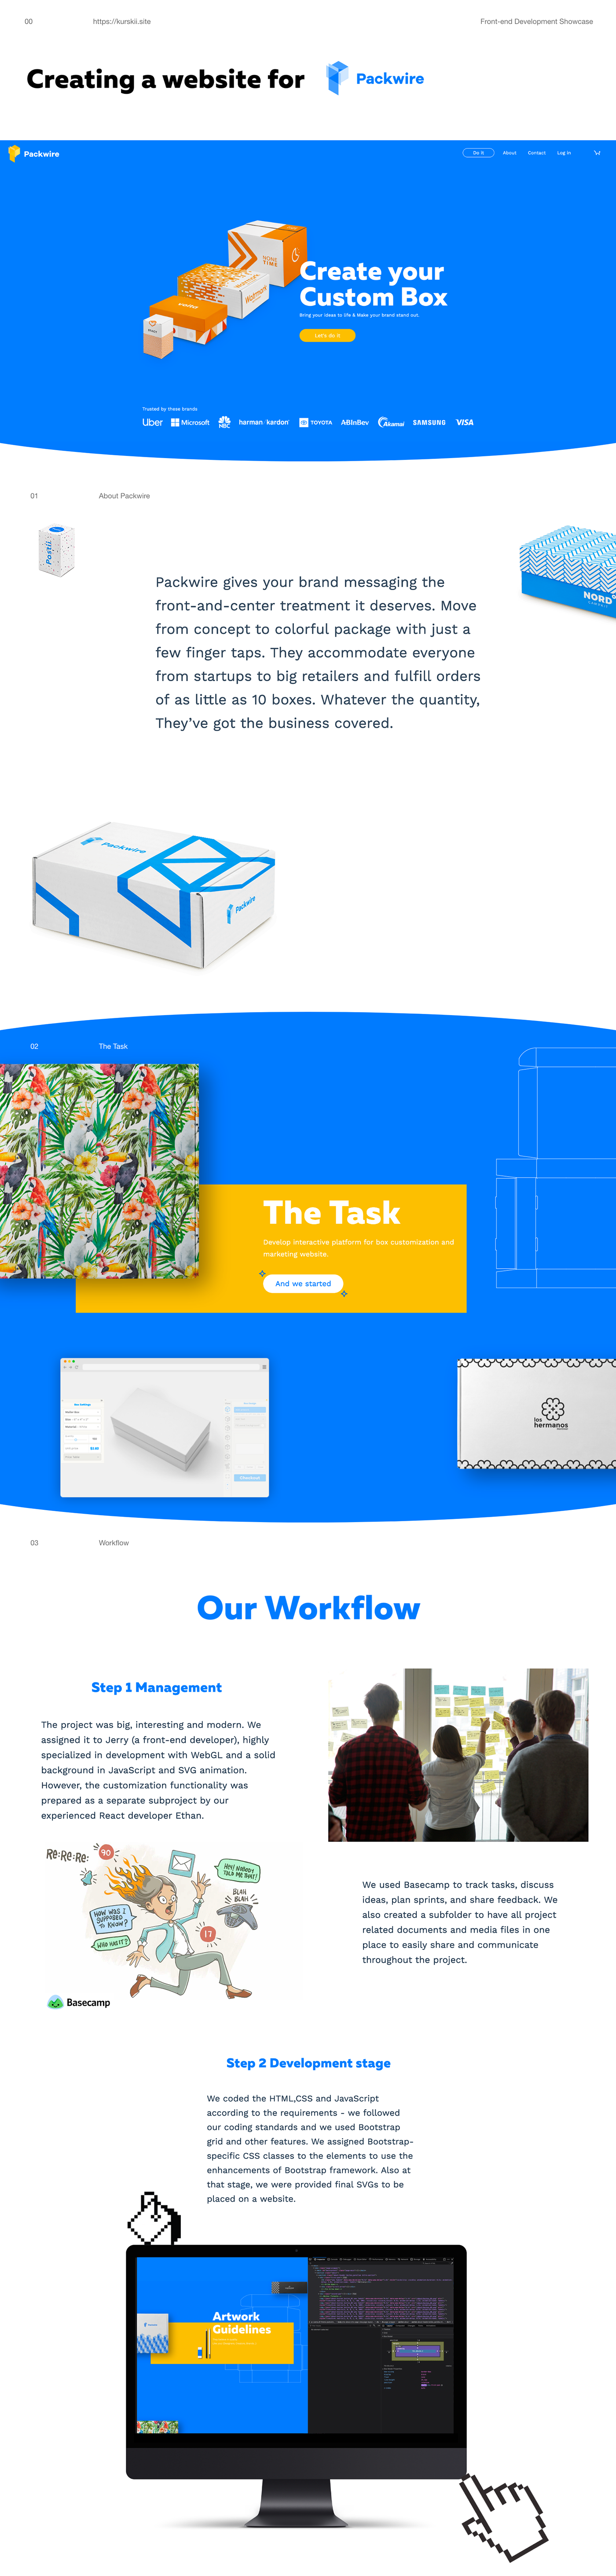 00
https://kurskii.site
Front-end Development Showcase
Creating a website for
Packwire
Packwire
Do it
About
Contact
Log in
Create your
Custom Box
Bring your ideas to life & Make your brand stand out.
Let's do it
Trusted by these brands
Uber
Microsoft
NBC
harman/kardon
TOYOTA
ABInBev
Akamai
SAMSUNG
VISA
01
About Packwire
Postii
NORD
Packwire gives your brand messaging the
front-and-center treatment it deserves. Move
from concept to colorful package with just a
few finger taps. They accommodate everyone
from startups to big retailers and fulfill orders
of as little as 10 boxes. Whatever the quantity,
They’ve got the business covered.
Packwire
Packwire
02
The Task
The Task
Develop interactive platform for box customization and
marketing website.
And we started
los
hermanos
03
Workflow
Our Workflow
Step 1 Management
The project was big, interesting and modern. We
assigned it to Jerry (a front-end developer), highly
specialized in development with WebGL and a solid
background in JavaScript and SVG animation.
However, the customization functionality was
prepared as a separate subproject by our
experienced React developer Ethan.
Re:Re:Re:
90
HEY! NOBODY
TOLD ME THAT!
BLAH
BLAH
HOW WAS I
SUPPOSED
TO KNOW?
WHO HAS IT?
17
Basecamp
We used Basecamp to track tasks, discuss
ideas, plan sprints, and share feedback. We
also created a subfolder to have all project
related documents and media files in one
place to easily share and communicate
throughout the project.
Step 2 Development stage
We coded the HTML,CSS and JavaScript
according to the requirements - we followed
our coding standards and we used Bootstrap
grid and other features. We assigned Bootstrap-
specific CSS classes to the elements to use the
enhancements of Bootstrap framework. Also at
that stage, we were provided final SVGs to be
placed on a website.
Artwork
Guidelines